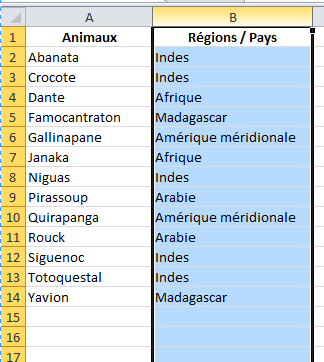 A B
1 Animaux Régions / Pays
2 Abanata Indes
3 Crocote Indes
4 Dante Afrique
5 Famocantraton Madagascar
6 Gallinapane Amérique méridionale
7 Janaka Afrique
8 Niguas Indes
9 Pirassoup Arabie
10 Quirapanga Amérique méridionale
11 Rouck Arabie
12 Siguenoc Indes
13 Totoquestal Indes
14 Yavion Madagascar
15
16
17